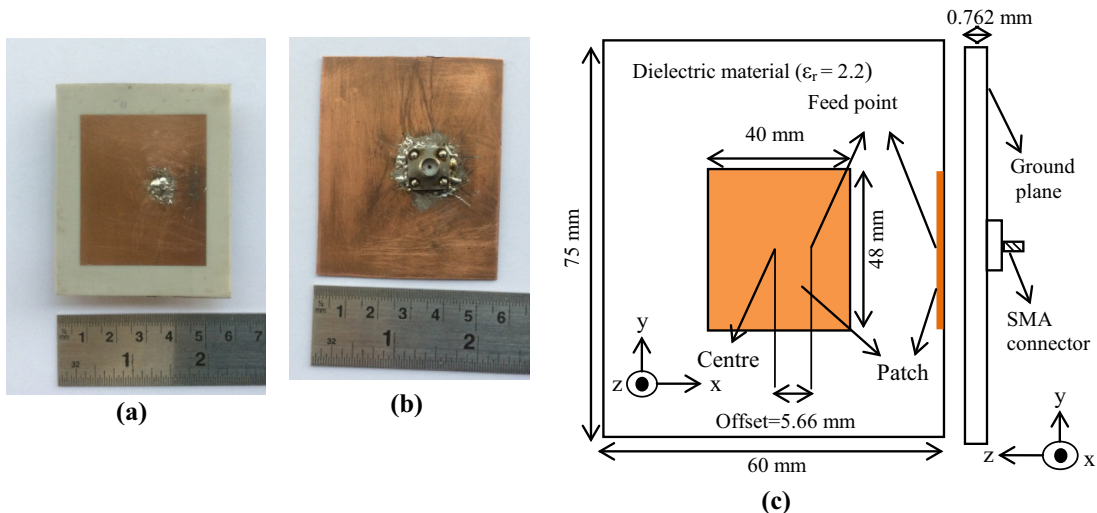 0.762 mm
Dielectric material (εr = 2.2)
Feed point
40 mm
Ground
plane
75 mm
48 mm
SMA
connector
y
Centre
Patch
z
x
Offset=5.66 mm
y
z
x
60 mm
1 2 3 4 5 6 7
32
1 2
(a)
1 2 3 4 5 6
32
1 2
(b)
(c)